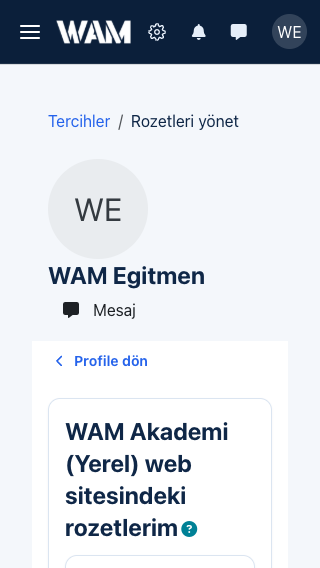 WAM
WE
Tercihler / Rozetleri yönet
WE
WAM Egitmen
Mesaj
Profile dön
WAM Akademi
(Yerel) web
sitesindeki
rozetlerim ?